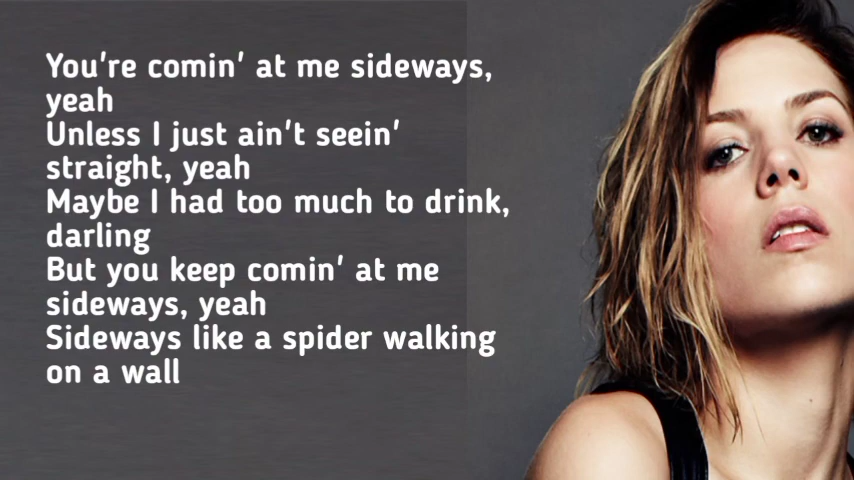 You're comin' at me sideways,
yeah
Unless I just ain't seein'
straight, yeah
Maybe I had too much to drink,
darling
But you keep comin' at me
sideways, yeah
Sideways like a spider walking
on a wall